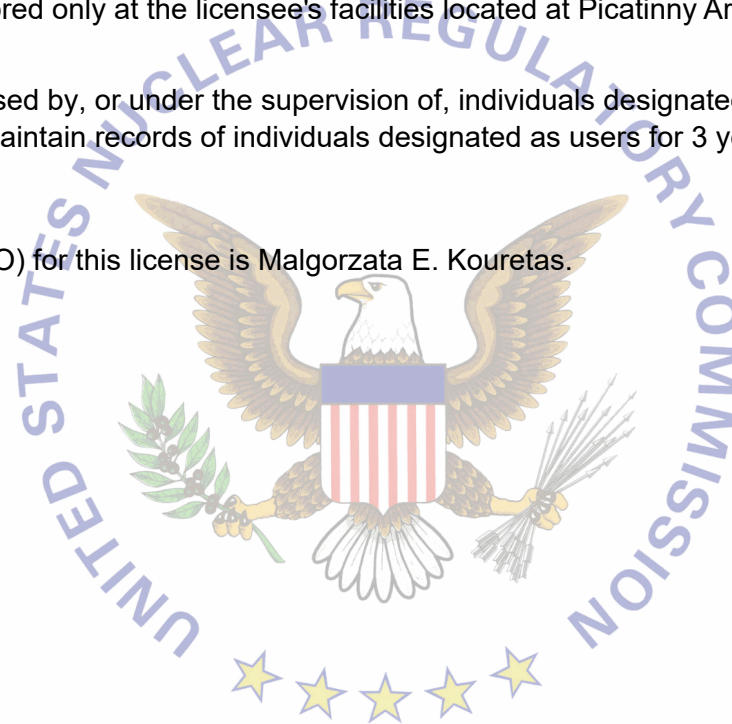 ored only at the licensee's facilities located at Picatinny Ar
sed by, or under the supervision of, individuals designated
aintain records of individuals designated as users for 3 ye
O) for this license is Malgorzata E. Kouretas.
UNITED STATES NUCLEAR REGULATORY COMMISSION